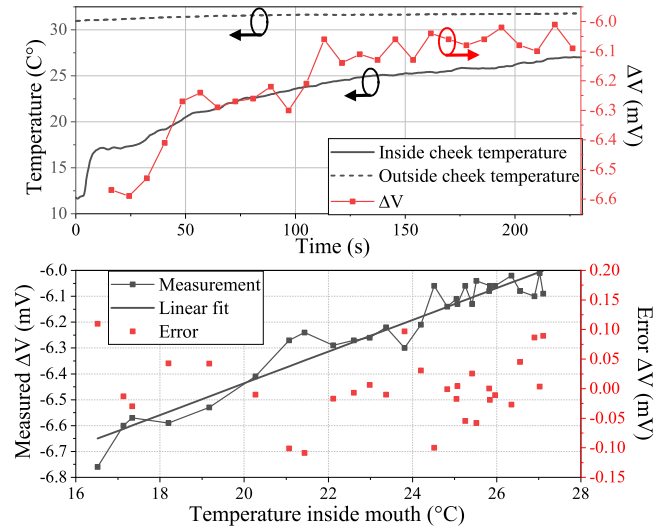 Temperature (C°)
30
25
20
15
10
0
50
100
150
200
Time (s)
-6.0
-6.1
-6.2
-6.3
-6.4
-6.5
-6.6
ΔV
(mV)
Inside cheek temperature
Outside cheek temperature
ΔV
Measured ΔV (mV)
-6.0
-6.1
-6.2
-6.3
-6.4
-6.5
-6.6
-6.7
-6.8
Measurement
Linear fit
Error
16
18
20
22
24
26
28
Temperature inside mouth (°C)
0.20
0.15
0.10
0.05
0.00
-0.05
-0.10
-0.15
Error ΔV
(mV)